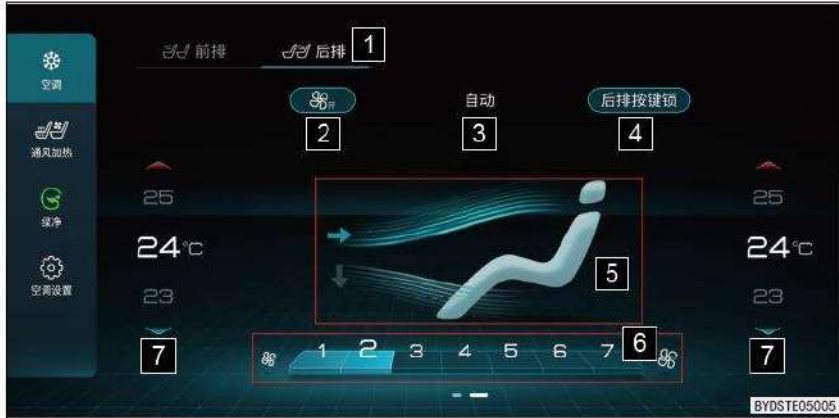 前排
后排
1
空调
开
自动
后排按键锁
2
3
4
通风加热
25
25
绿净
24°C
24°C
5
空调设置
23
23
1 2 3 4 5 6 7
6
7
7
BYDSTE05005